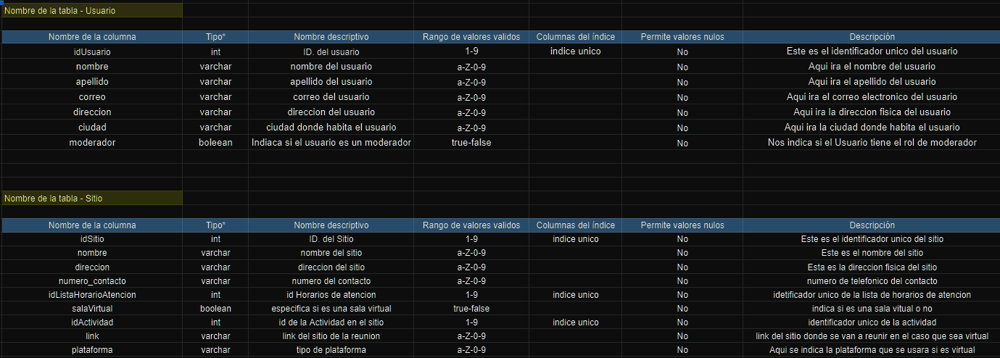 Nombre de la tabla - Usuario
Nombre de la columna Tipo* Nombre descriptivo Rango de valores validos Columnas del índice Permite valores nulos Descripción
idUsuario int ID. del usuario 1-9 indice unico No Este es el identificador unico del usuario
nombre varchar nombre del usuario a-Z-0-9 No Aqui ira el nombre del usuario
apellido varchar apellido del usuario a-Z-0-9 No Aqui ira el apellido del usuario
correo varchar correo del usuario a-Z-0-9 No Aqui ira el correo electronico del usuario
direccion varchar direccion del usuario a-Z-0-9 No Aqui ira la direccion fisica del usuario
ciudad varchar ciudad donde habita el usuario a-Z-0-9 No Aqui ira la ciudad donde habita el usuario
moderador boleean Indiaca si el usuario es un moderador true-false No Nos indica si el Usuario tiene el rol de moderador
Nombre de la tabla - Sitio
Nombre de la columna Tipo* Nombre descriptivo Rango de valores validos Columnas del índice Permite valores nulos Descripción
idSitio int ID. del Sitio 1-9 indice unico No Este es el identificador unico del sitio
nombre varchar nombre del sitio a-Z-0-9 No Este es el nombre del sitio
direccion varchar direccion del sitio a-Z-0-9 No Esta es la direccion fisica del sitio
numero_contacto varchar numero del contacto a-Z-0-9 No numero de telefonico del contacto
idListaHorarioAtencion int id Horarios de atencion 1-9 indice unico No idetificador unico de la lista de horarios de atencion
salaVirtual boolean especifica si es una sala virtual true-false No indica si es una sala vitual o no
idActividad int id de la Actividad en el sitio 1-9 indice unico No identificador unico de la actividad
link varchar link del sitio de la reunion a-Z-0-9 No link del sitio donde se van a reunir en el caso que sea virtual
plataforma varchar tipo de plataforma a-Z-0-9 No Aqui se indica la plataforma que se usara si es virtual